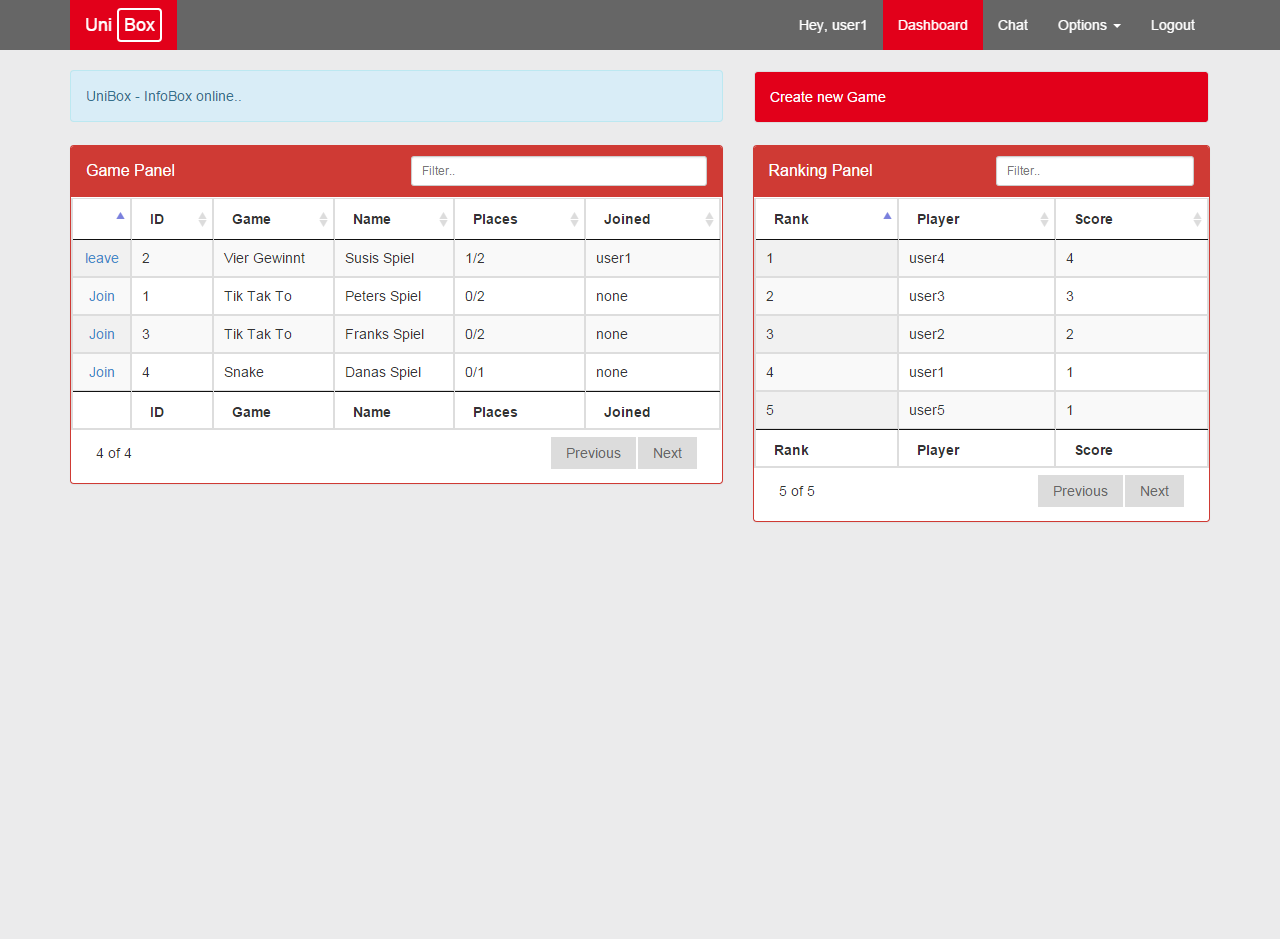 Uni Box Hey, user1 Dashboard Chat Options Logout
UniBox - InfoBox online..
Create new Game
Game Panel Filter..
ID Game Name Places Joined
leave 2 Vier Gewinnt Susis Spiel 1/2 user1
Join 1 Tik Tak To Peters Spiel 0/2 none
Join 3 Tik Tak To Franks Spiel 0/2 none
Join 4 Snake Danas Spiel 0/1 none
ID Game Name Places Joined
4 of 4 Previous Next
Ranking Panel Filter..
Rank Player Score
1 user4 4
2 user3 3
3 user2 2
4 user1 1
5 user5 1
Rank Player Score
5 of 5 Previous Next